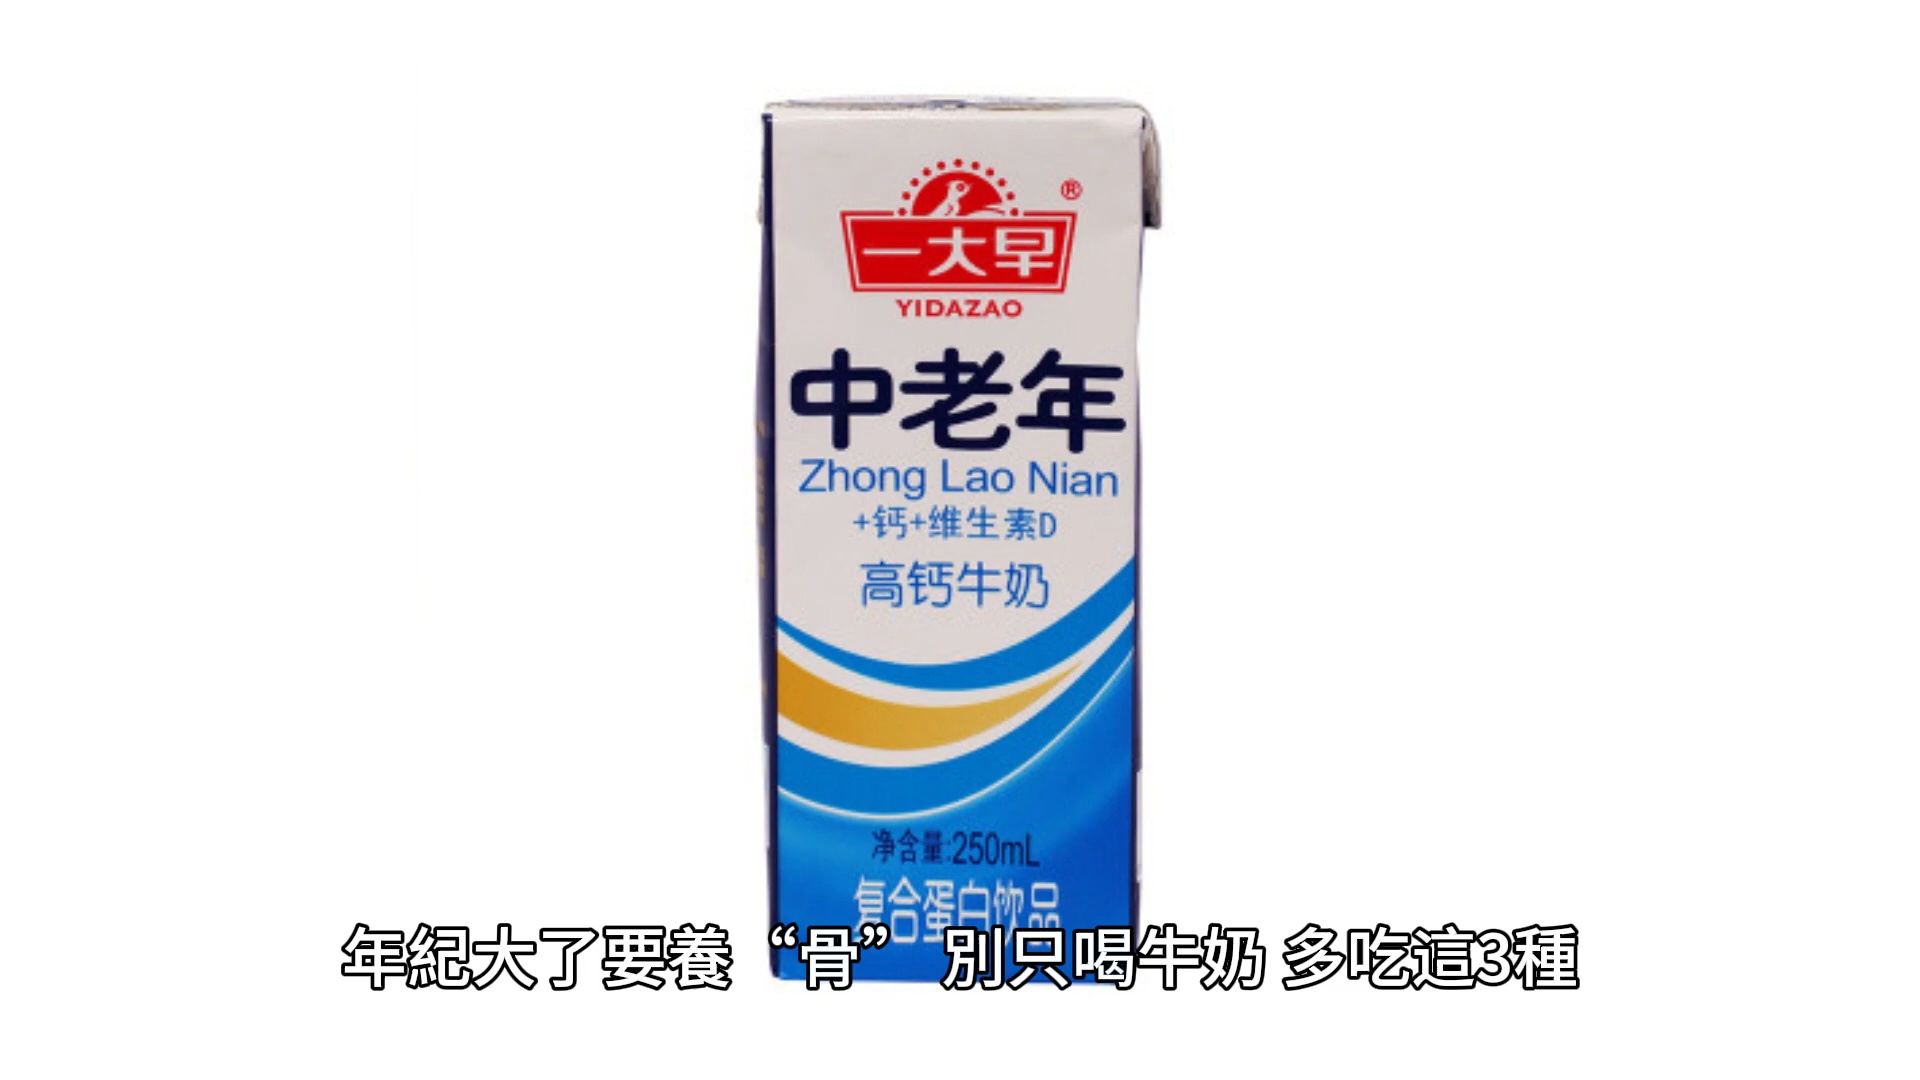 ®
一大早
YIDAZAO
中老年
Zhong Lao Nian
+钙+维生素D
高钙牛奶
净含量:250mL
复合蛋白饮品
年紀大了要養“骨” 別只喝牛奶 多吃這3種